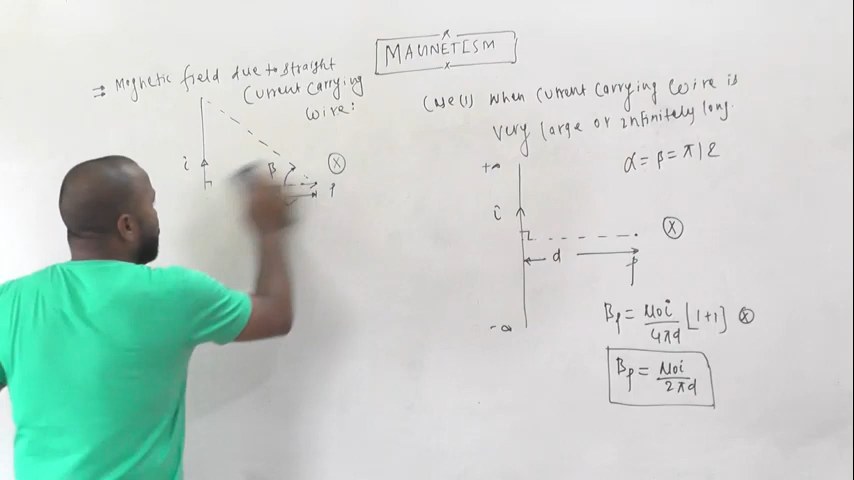 MAGNETISM
⇒ Magnetic field due to straight
current carrying
wire:
i
β
ⓧ
P
Case(1) When current carrying wire is
very large or infinitely long.
α = β = π/2
+∞
i
ⓧ
d
P
-∞
Bp = μ0i/4πd [1+1] ⓧ
Bp = μ0i/2πd